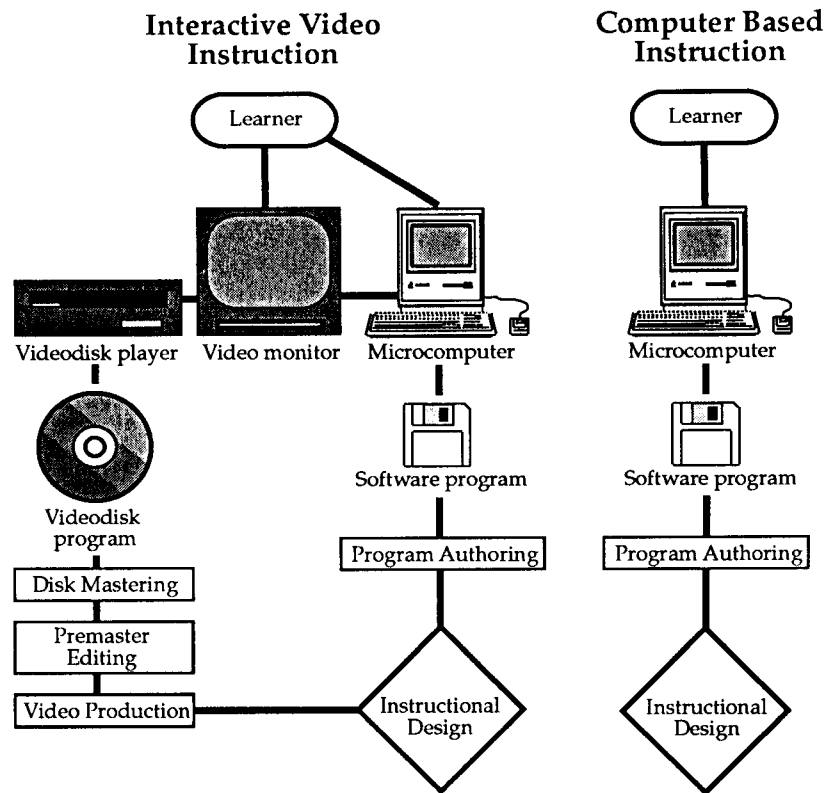 Interactive Video
Instruction
Learner
Videodisk player
Video monitor
Microcomputer
Videodisk
program
Software program
Disk Mastering
Program Authoring
Premaster
Editing
Video Production
Instructional
Design
Computer Based
Instruction
Learner
Microcomputer
Software program
Program Authoring
Instructional
Design